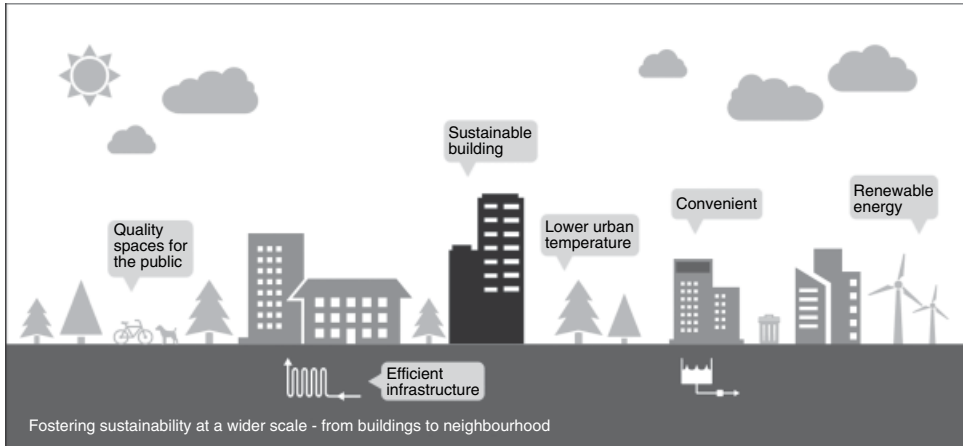 Sustainable
building
Quality
spaces for
the public
Lower urban
temperature
Convenient
Renewable
energy
Efficient
infrastructure
Fostering sustainability at a wider scale - from buildings to neighbourhood